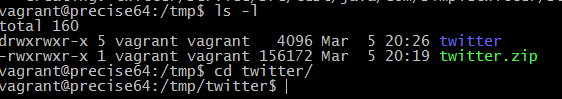 vagrant@precise64:/tmp$ ls -l
total 160
drwxrwxr-x 5 vagrant vagrant   4096 Mar  5 20:26 twitter
-rwxrwxr-x 1 vagrant vagrant 156172 Mar  5 20:19 twitter.zip
vagrant@precise64:/tmp$ cd twitter/
vagrant@precise64:/tmp/twitter$